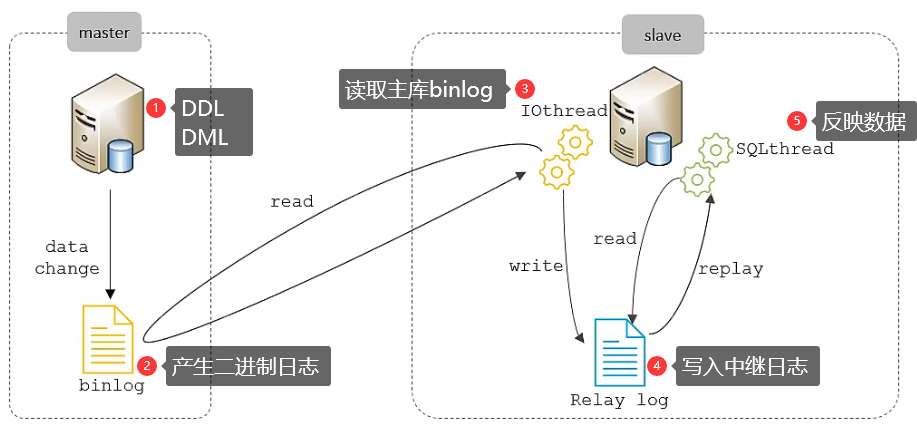 master
slave
1
DDL
DML
3
读取主库binlog
IOthread
5
反映数据
SQLthread
read
data
change
write
read
replay
2
产生二进制日志
binlog
4
写入中继日志
Relay log